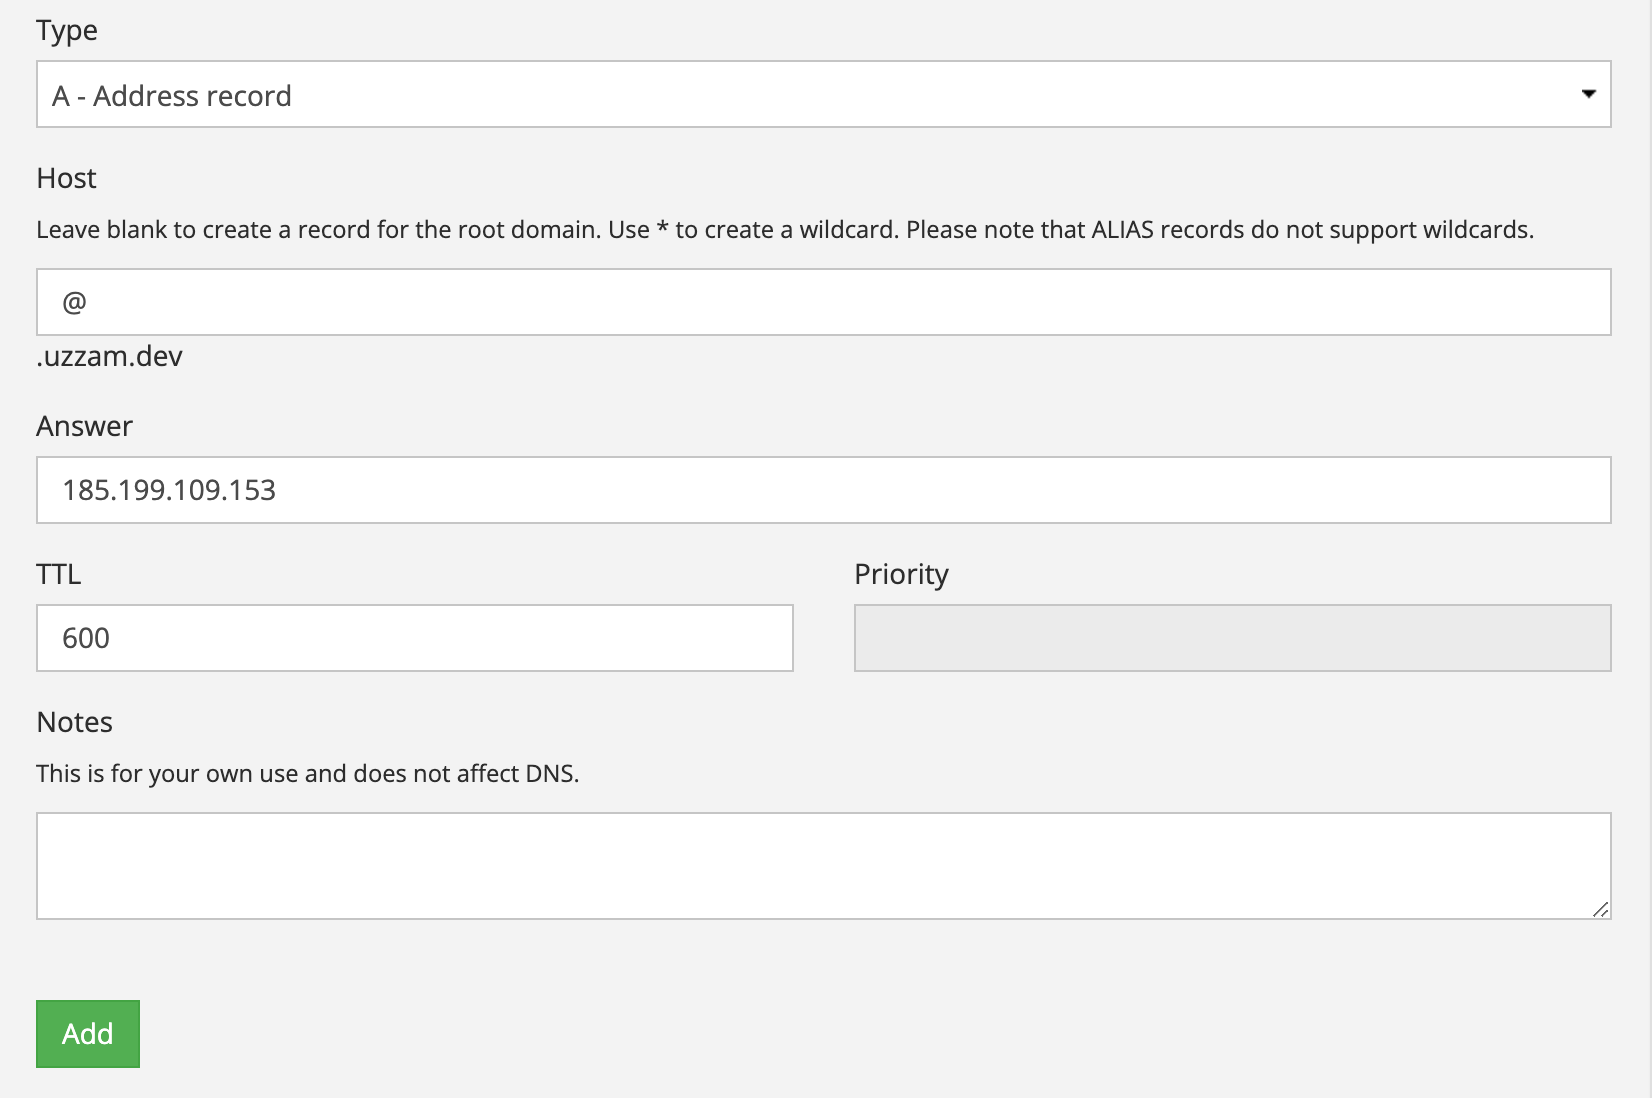 Type
A - Address record
Host
Leave blank to create a record for the root domain. Use * to create a wildcard. Please note that ALIAS records do not support wildcards.
@
.uzzam.dev
Answer
185.199.109.153
TTL
Priority
600
Notes
This is for your own use and does not affect DNS.
Add